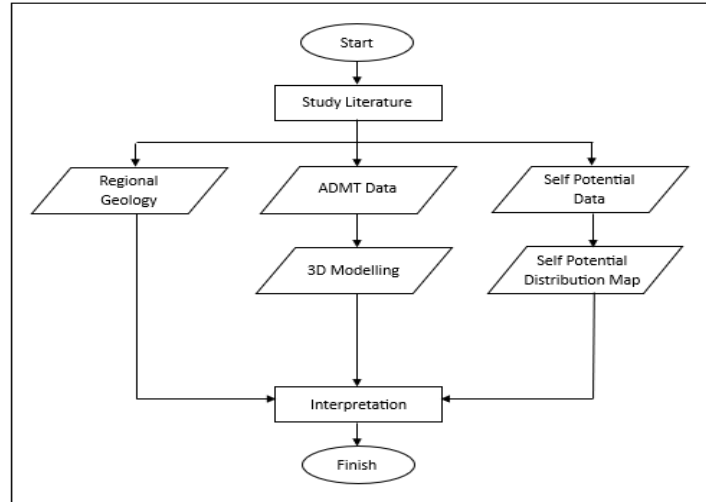 Start
Study Literature
Regional
Geology
ADMT Data
Self Potential
Data
3D Modelling
Self Potential
Distribution Map
Interpretation
Finish